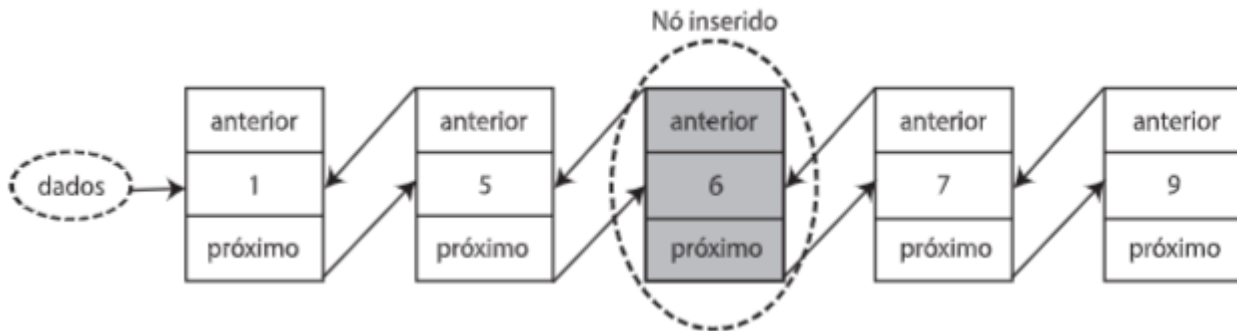 Nó inserido
anterior anterior anterior anterior anterior
dados 1 5 6 7 9
próximo próximo próximo próximo próximo